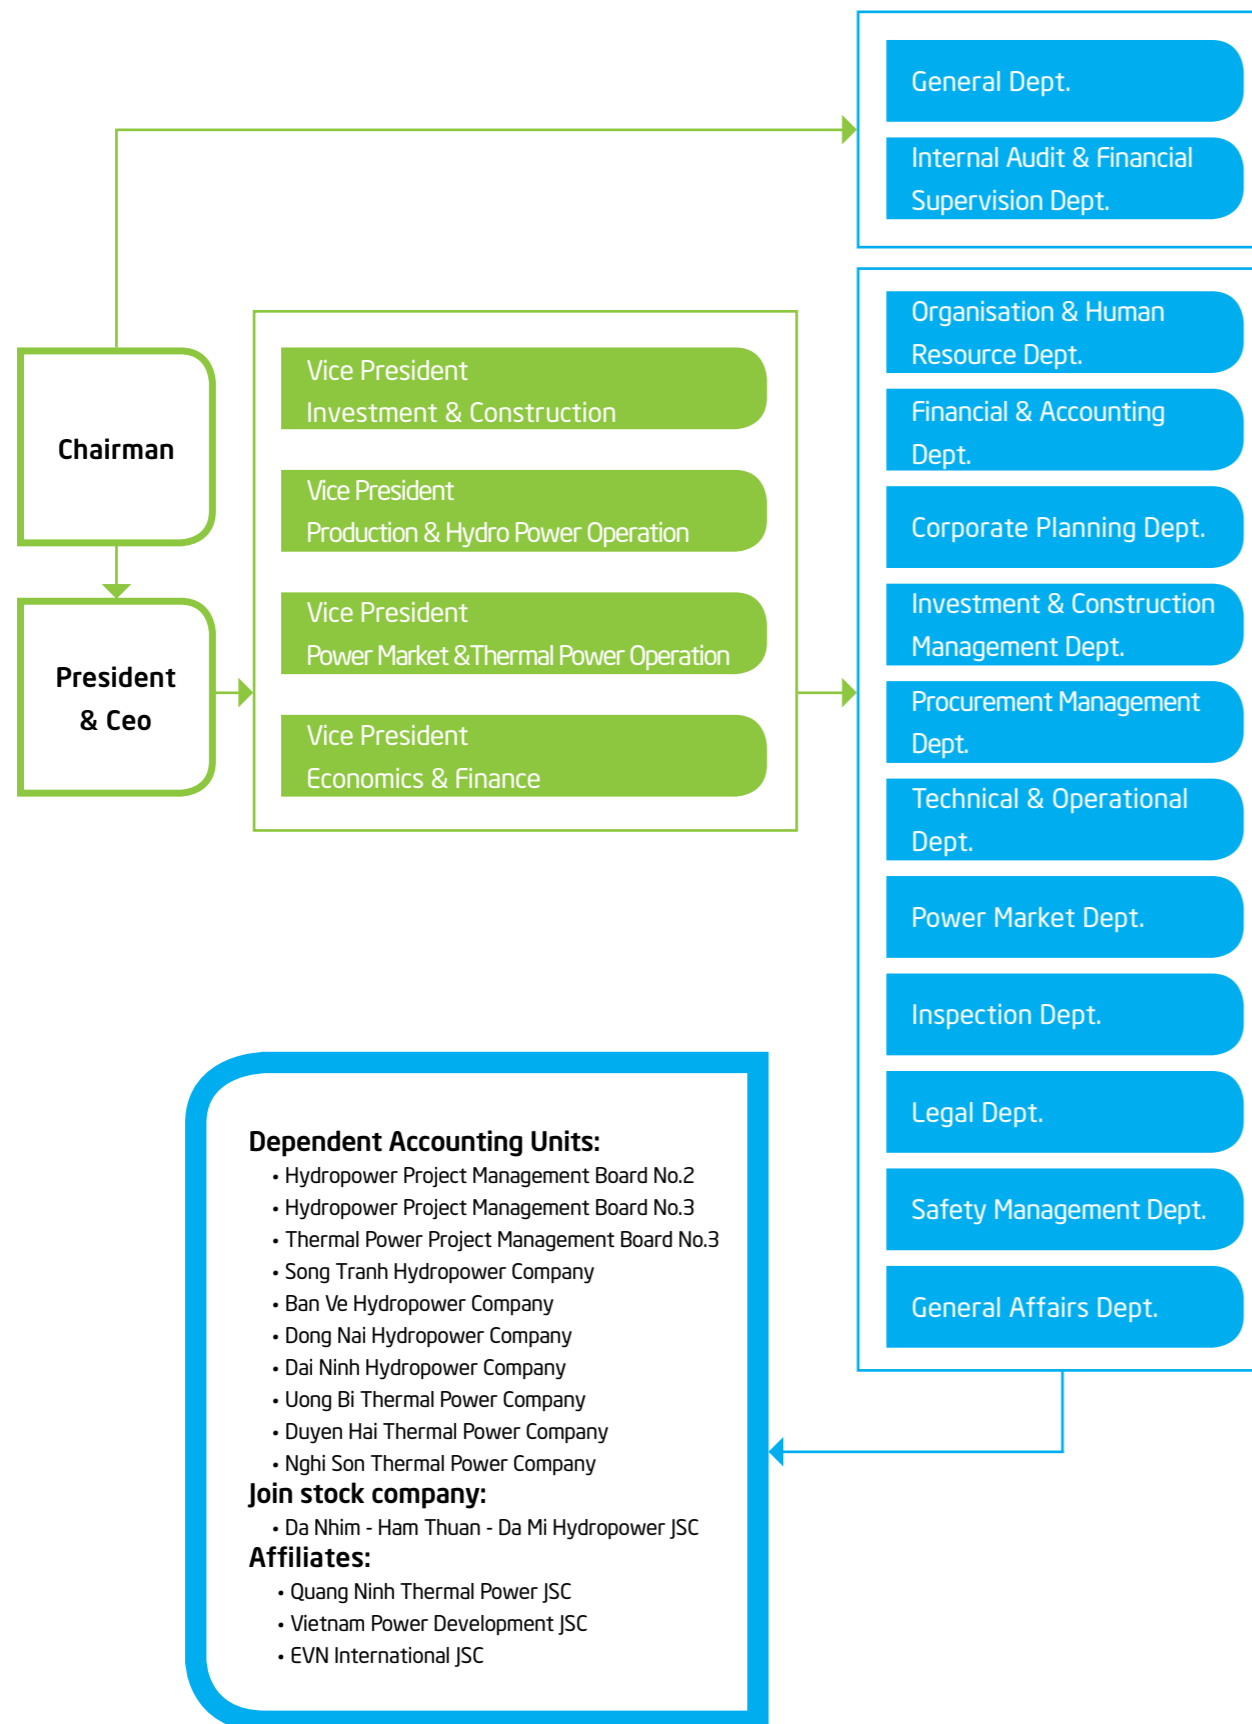 General Dept.
Internal Audit & Financial
Supervision Dept.
Chairman
President
& Ceo
Vice President
Investment & Construction
Vice President
Production & Hydro Power Operation
Vice President
Power Market &Thermal Power Operation
Vice President
Economics & Finance
Organisation & Human
Resource Dept.
Financial & Accounting
Dept.
Corporate Planning Dept.
Investment & Construction
Management Dept.
Procurement Management
Dept.
Technical & Operational
Dept.
Power Market Dept.
Inspection Dept.
Legal Dept.
Safety Management Dept.
General Affairs Dept.
Dependent Accounting Units:
• Hydropower Project Management Board No.2
• Hydropower Project Management Board No.3
• Thermal Power Project Management Board No.3
• Song Tranh Hydropower Company
• Ban Ve Hydropower Company
• Dong Nai Hydropower Company
• Dai Ninh Hydropower Company
• Uong Bi Thermal Power Company
• Duyen Hai Thermal Power Company
• Nghi Son Thermal Power Company
Join stock company:
• Da Nhim - Ham Thuan - Da Mi Hydropower JSC
Affiliates:
• Quang Ninh Thermal Power JSC
• Vietnam Power Development JSC
• EVN International JSC